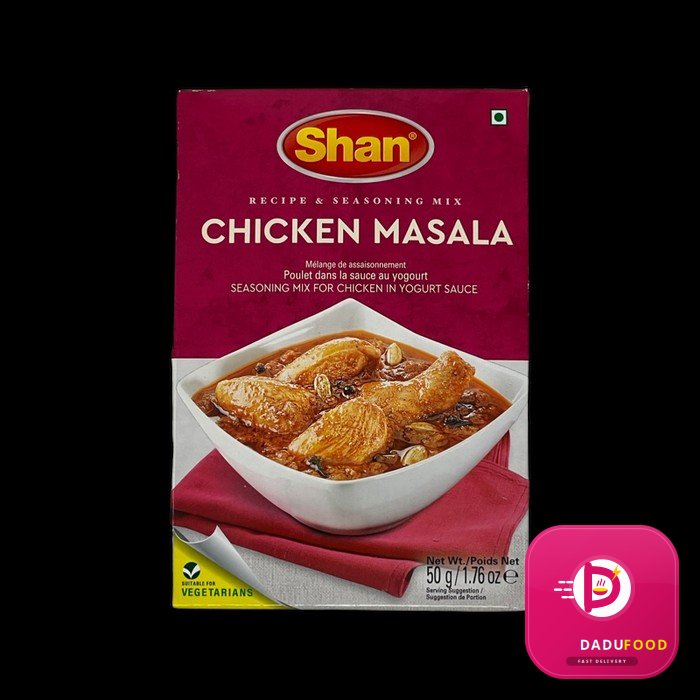 Shan®
RECIPE & SEASONING MIX
CHICKEN MASALA
Mélange de assaisonnement
Poulet dans la sauce au yogourt
SEASONING MIX FOR CHICKEN IN YOGURT SAUCE
SUITABLE FOR
VEGETARIANS
Net Wt./Poids Net
50 g/1.76 oz ℮
Serving Suggestion /
Suggestion de Portion
D
DADUFOOD
FAST DELIVERY